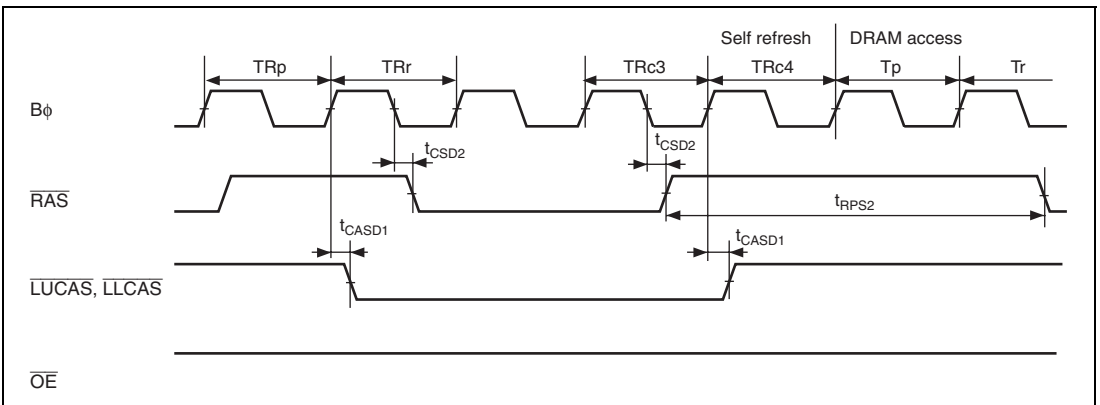 Self refresh DRAM access
TRp TRr TRc3 TRc4 Tp Tr
Bϕ
tCSD2 tCSD2
RAS
tRPS2
tCASD1 tCASD1
LUCAS, LLCAS
OE